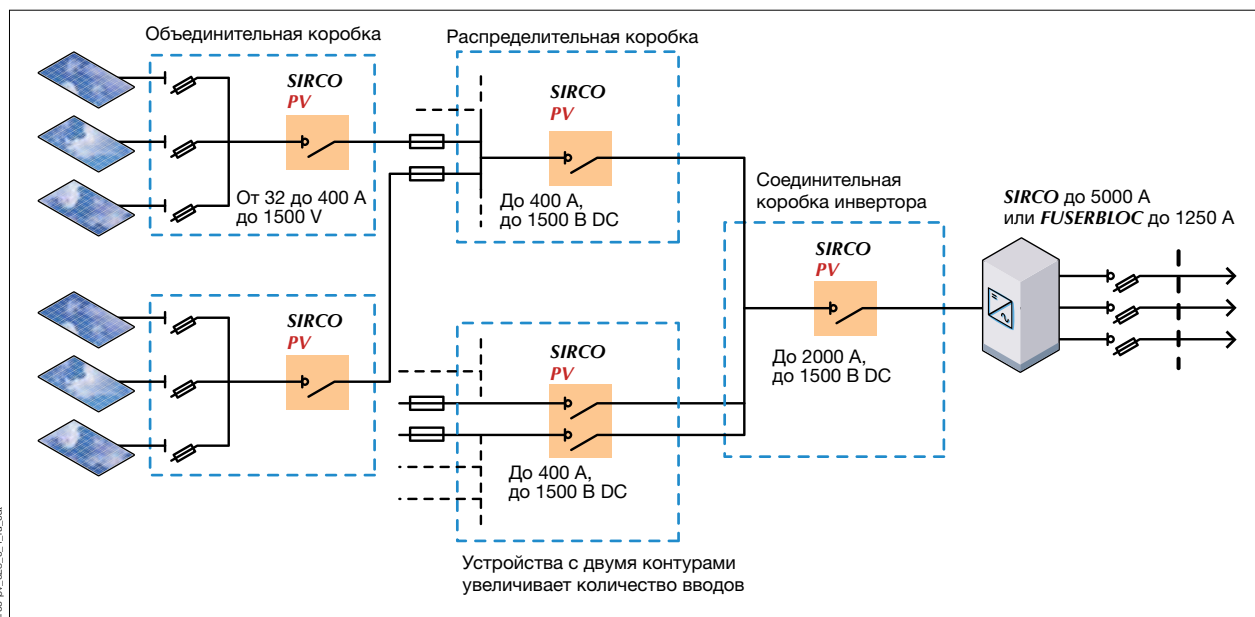 Объединительная коробка
SIRCO
PV
От 32 до 400 А
до 1500 V
SIRCO
PV
Распределительная коробка
SIRCO
PV
До 400 А,
до 1500 В DC
SIRCO
PV
До 400 А,
до 1500 В DC
Устройства с двумя контурами
увеличивает количество вводов
Соединительная
коробка инвертора
SIRCO
PV
До 2000 А,
до 1500 В DC
SIRCO до 5000 А
или FUSERBLOC до 1250 А